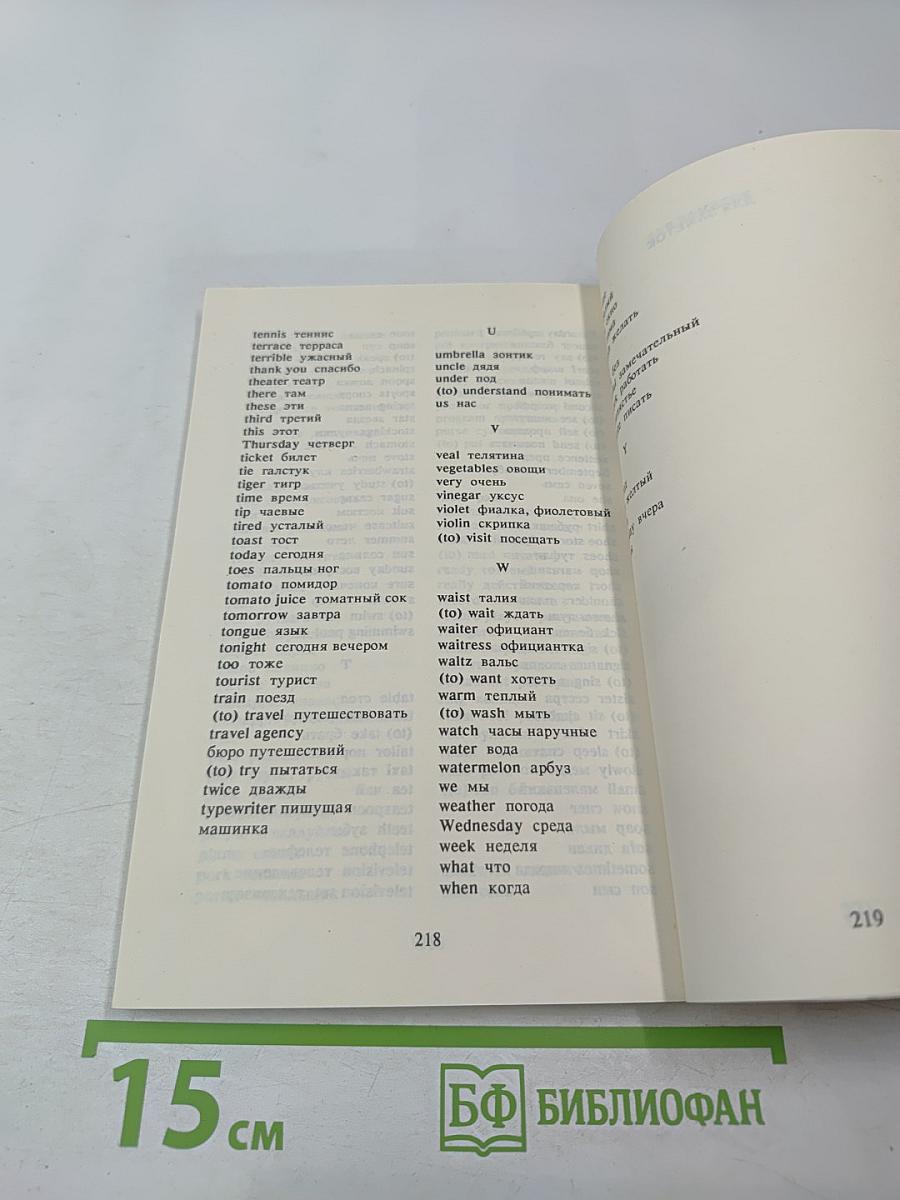 tennis теннис
terrace терраса
terrible ужасный
thank you спасибо
theater театр
there там
these эти
third третий
this этот
Thursday четверг
ticket билет
tie галстук
tiger тигр
time время
tip чаевые
tired усталый
toast тост
today сегодня
toes пальцы ног
tomato помидор
tomato juice томатный сок
tomorrow завтра
tongue язык
tonight сегодня вечером
too тоже
tourist турист
train поезд
(to) travel путешествовать
travel agency
бюро путешествий
(to) try пытаться
twice дважды
typewriter пишущая
машинка
U
umbrella зонтик
uncle дядя
under под
(to) understand понимать
us нас
V
veal телятина
vegetables овощи
very очень
vinegar уксус
violet фиалка, фиолетовый
violin скрипка
(to) visit посещать
W
waist талия
(to) wait ждать
waiter официант
waitress официантка
waltz вальс
(to) want хотеть
warm теплый
(to) wash мыть
watch часы наручные
water вода
watermelon арбуз
we мы
weather погода
Wednesday среда
week неделя
what что
when когда
218
желать
замечательный
работать
писать
Y
вчера
219
15 см
БФ БИБЛИОФАН